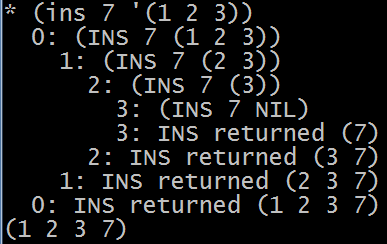 * (ins 7 '(1 2 3))
0: (INS 7 (1 2 3))
1: (INS 7 (2 3))
2: (INS 7 (3))
3: (INS 7 NIL)
3: INS returned (7)
2: INS returned (3 7)
1: INS returned (2 3 7)
0: INS returned (1 2 3 7)
(1 2 3 7)